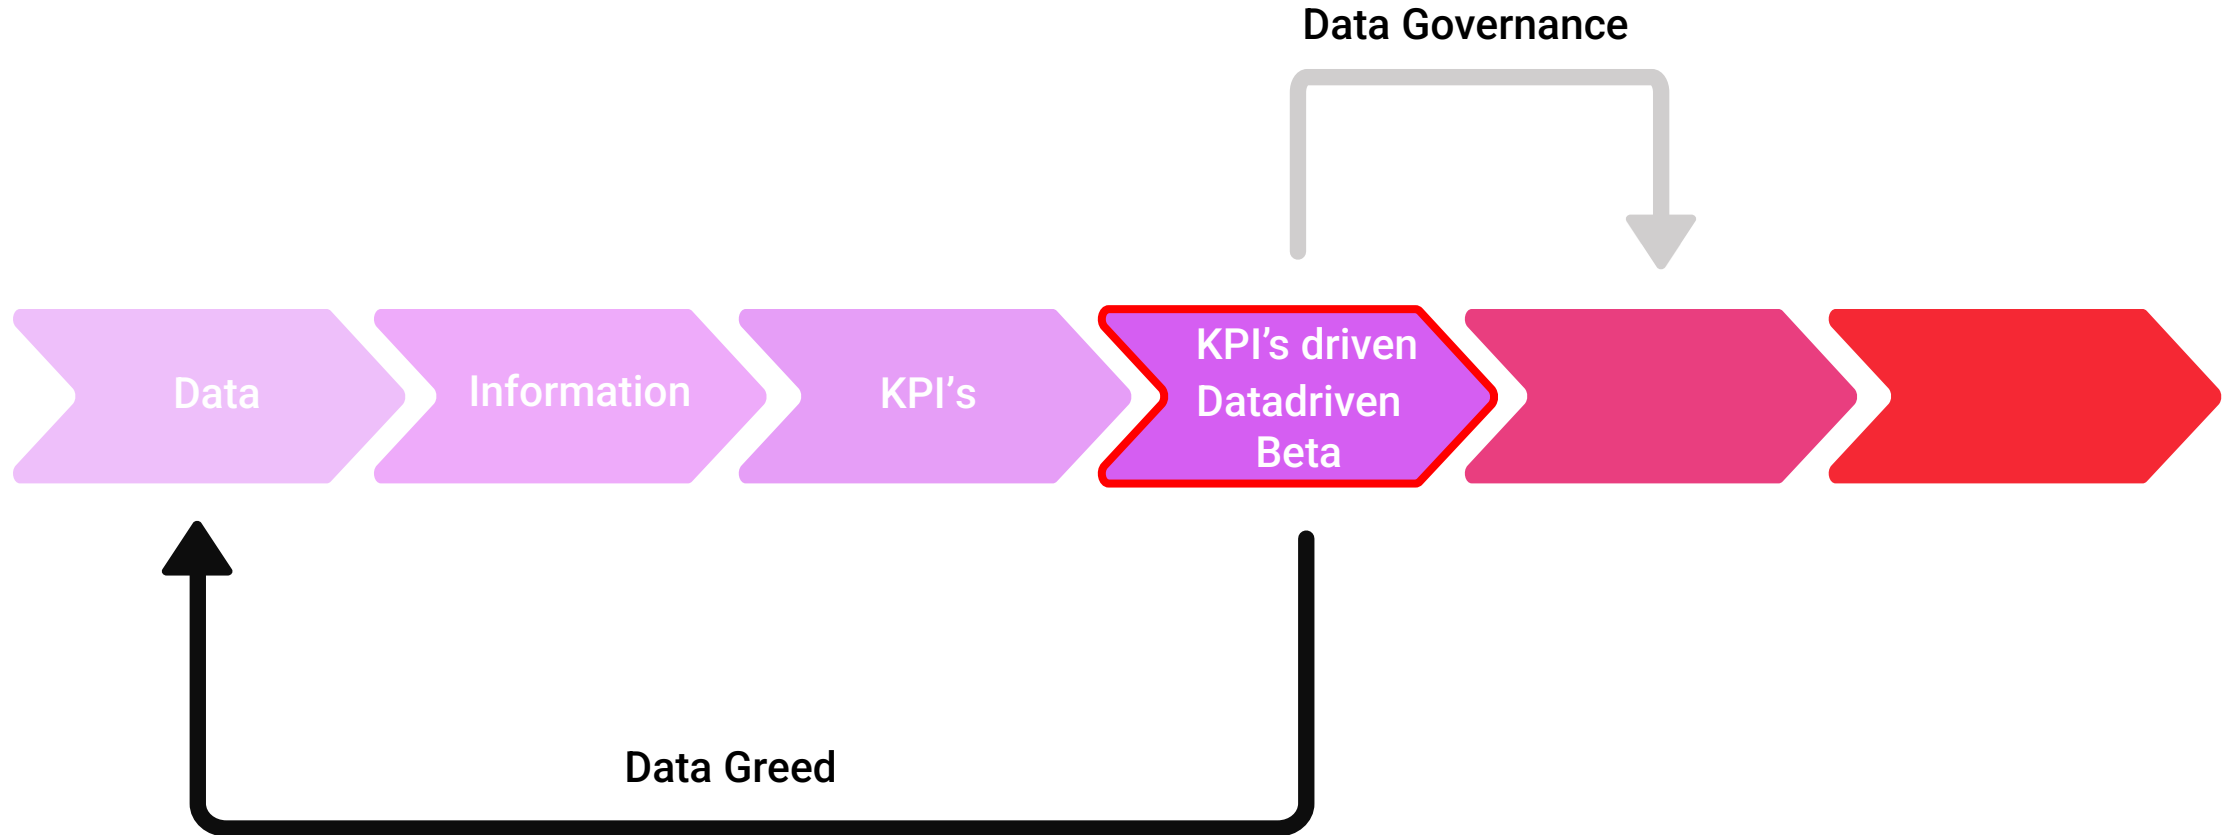 Data Governance
Data
Information
KPI’s
KPI’s driven
Datadriven
Beta
Data Greed